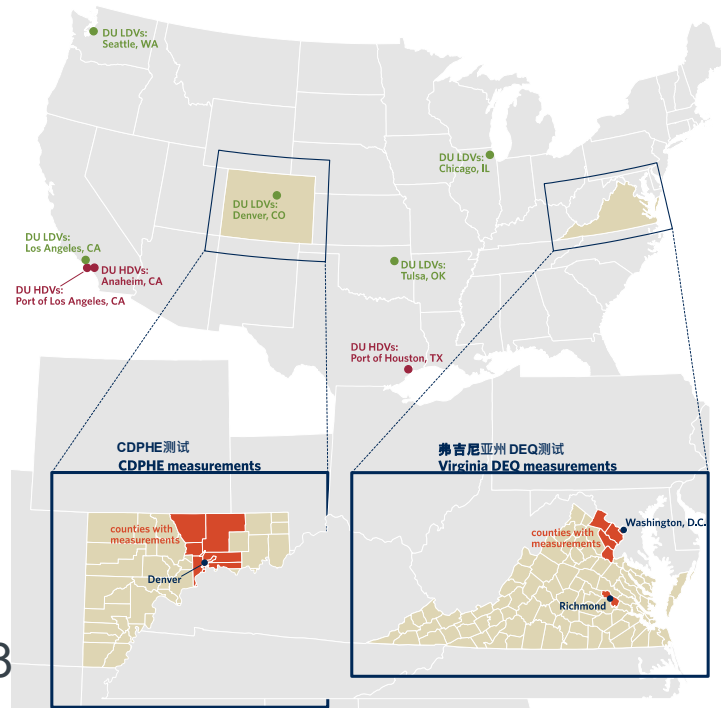 DU LDVs:
Seattle, WA
DU LDVs:
Chicago, IL
DU LDVs:
Denver, CO
DU LDVs:
Los Angeles, CA
DU HDVs:
Anaheim, CA
DU HDVs:
Port of Los Angeles, CA
DU LDVs:
Tulsa, OK
DU HDVs:
Port of Houston, TX
CDPHE测试
CDPHE measurements
弗吉尼亚州 DEQ测试
Virginia DEQ measurements
counties with
measurements
Denver
counties with
measurements
Washington, D.C.
Richmond